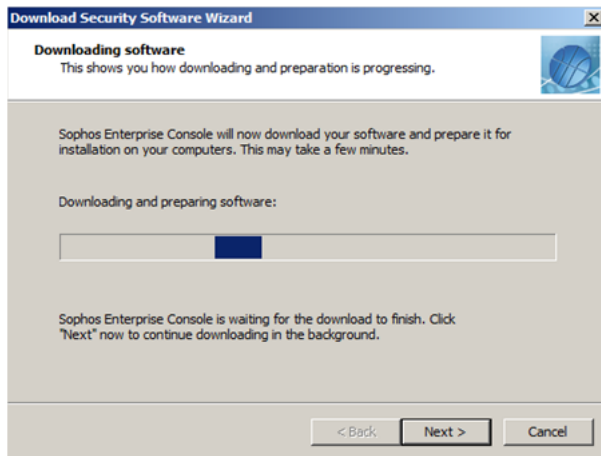 Download Security Software Wizard
Downloading software
This shows you how downloading and preparation is progressing.
Sophos Enterprise Console will now download your software and prepare it for
installation on your computers. This may take a few minutes.
Downloading and preparing software:
Sophos Enterprise Console is waiting for the download to finish. Click
"Next" now to continue downloading in the background.
< Back Next > Cancel